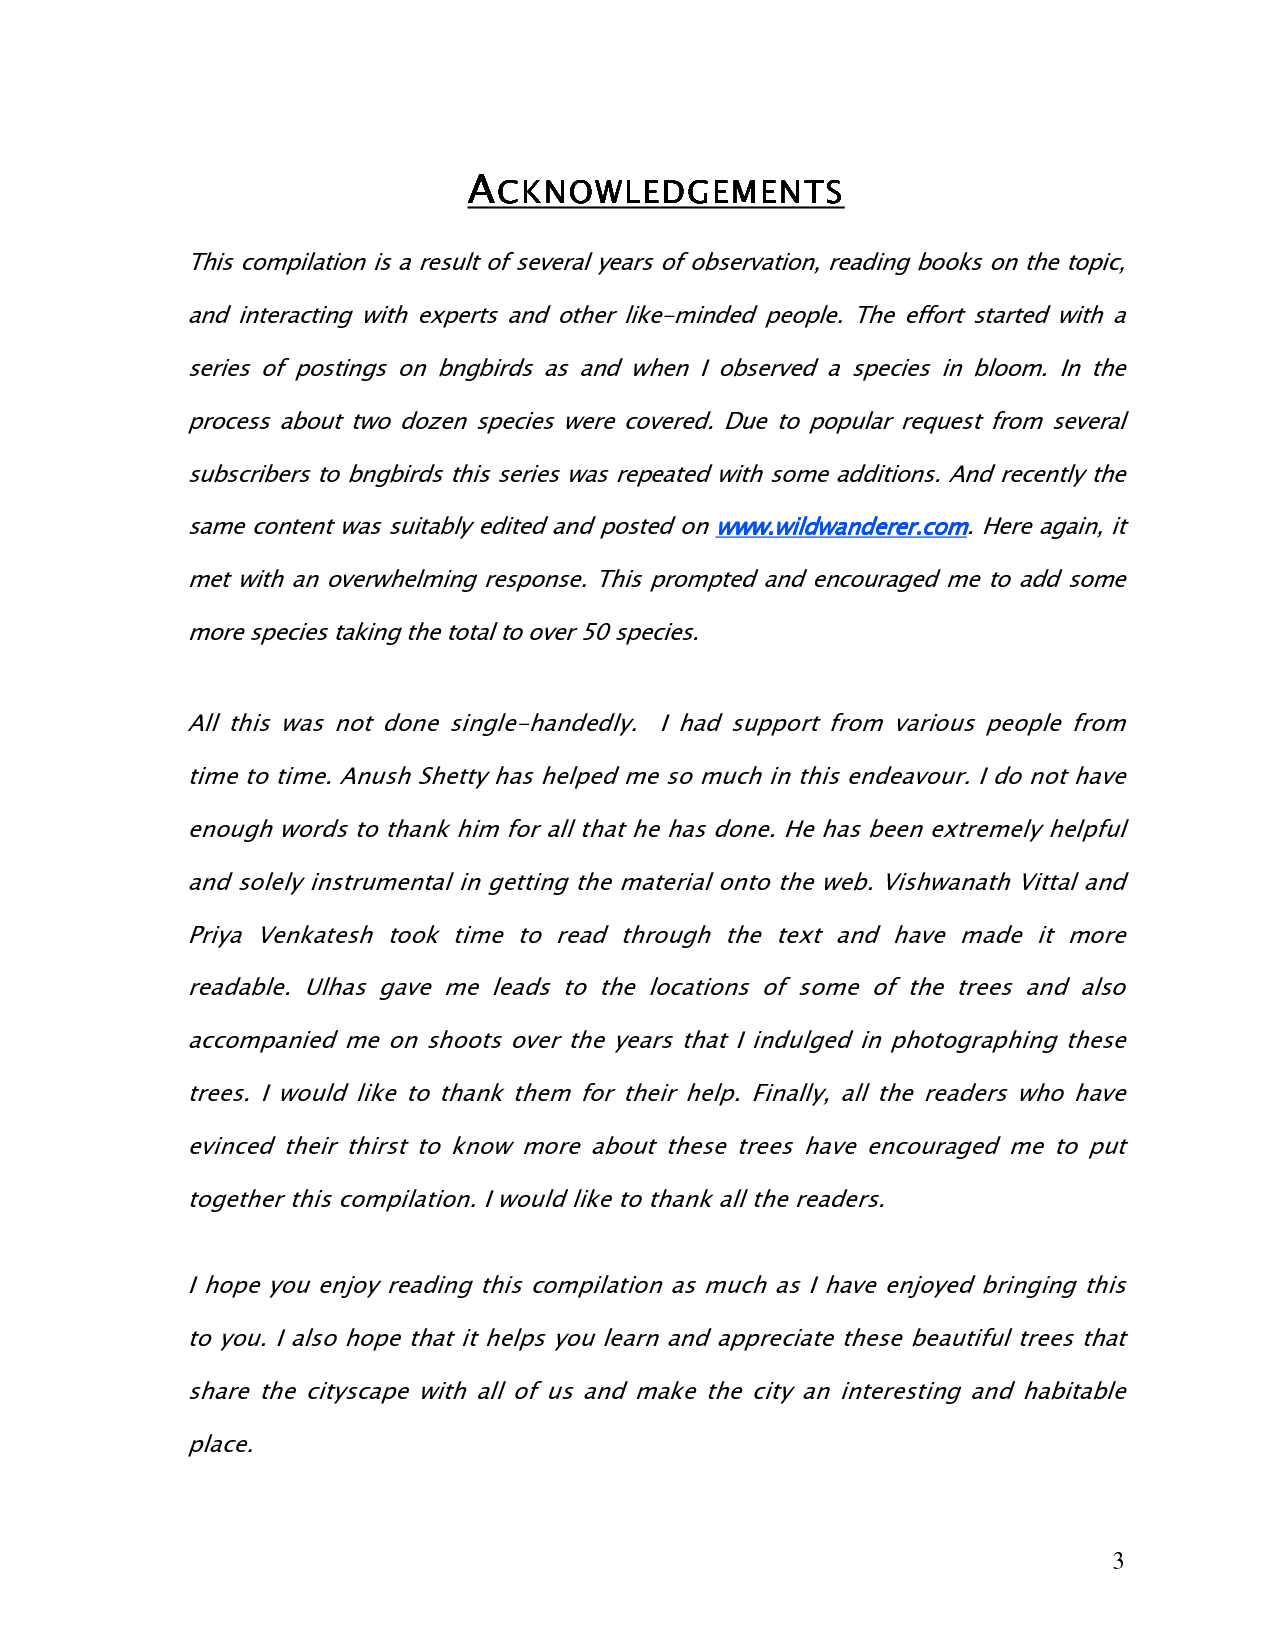 ACKNOWLEDGEMENTS
This compilation is a result of several years of observation, reading books on the topic,
and interacting with experts and other like-minded people. The effort started with a
series of postings on bngbirds as and when I observed a species in bloom. In the
process about two dozen species were covered. Due to popular request from several
subscribers to bngbirds this series was repeated with some additions. And recently the
same content was suitably edited and posted on www.wildwanderer.com. Here again, it
met with an overwhelming response. This prompted and encouraged me to add some
more species taking the total to over 50 species.
All this was not done single-handedly. I had support from various people from
time to time. Anush Shetty has helped me so much in this endeavour. I do not have
enough words to thank him for all that he has done. He has been extremely helpful
and solely instrumental in getting the material onto the web. Vishwanath Vittal and
Priya Venkatesh took time to read through the text and have made it more
readable. Ulhas gave me leads to the locations of some of the trees and also
accompanied me on shoots over the years that I indulged in photographing these
trees. I would like to thank them for their help. Finally, all the readers who have
evinced their thirst to know more about these trees have encouraged me to put
together this compilation. I would like to thank all the readers.
I hope you enjoy reading this compilation as much as I have enjoyed bringing this
to you. I also hope that it helps you learn and appreciate these beautiful trees that
share the cityscape with all of us and make the city an interesting and habitable
place.
3